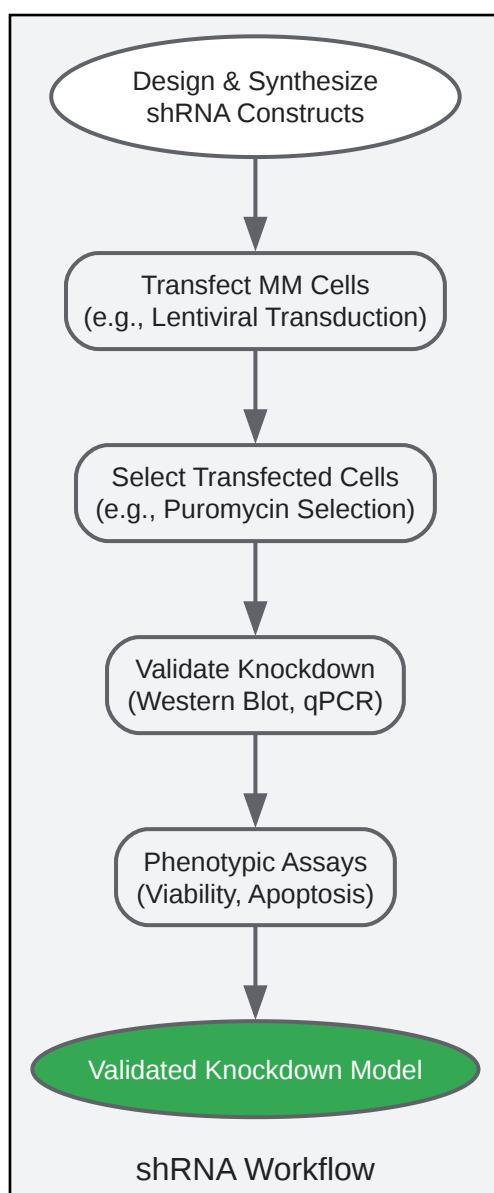 Design & Synthesize
shRNA Constructs
Transfect MM Cells
(e.g., Lentiviral Transduction)
Select Transfected Cells
(e.g., Puromycin Selection)
Validate Knockdown
(Western Blot, qPCR)
Phenotypic Assays
(Viability, Apoptosis)
Validated Knockdown Model
shRNA Workflow